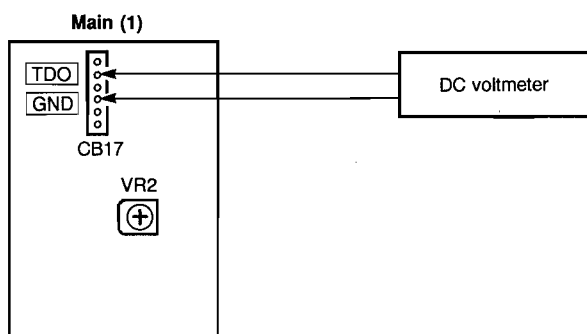 Main (1)
TDO
GND
DC voltmeter
CB17
VR2